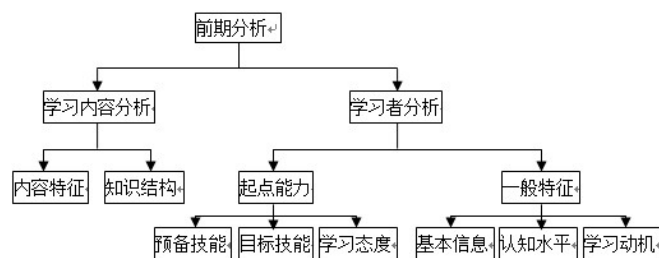 前期分析
学习内容分析
学习者分析
内容特征
知识结构
起点能力
一般特征
预备技能
目标技能
学习态度
基本信息
认知水平
学习动机